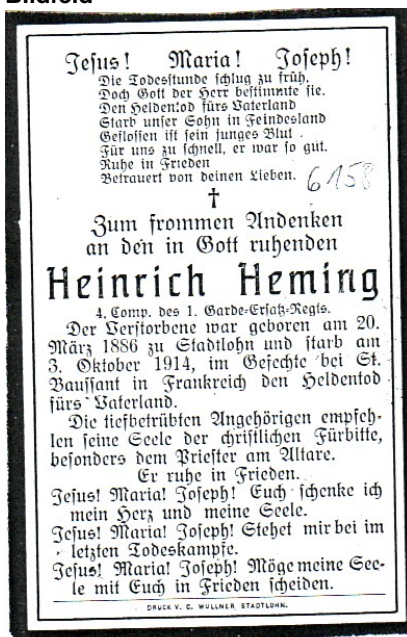 Bildfeld
Jesus! Maria! Joseph!
Die Todesstunde schlug zu früh,
Doch Gott der Herr bestimmte sie.
Den Heldentod fürs Vaterland
Starb unser Sohn in Feindesland
Geflossen ist sein junges Blut
Für uns zu schnell, er war so gut.
Ruhe in Frieden
Betrauert von deinen Lieben.
6158
†
Zum frommen Andenken
an den in Gott ruhenden
Heinrich Heming
4. Comp. des 1. Garde-Ersatz-Regts.
Der Verstorbene war geboren am 20.
März 1886 zu Stadtlohn und starb am
3. Oktober 1914, im Gefechte bei St.
Baussant in Frankreich den Heldentod
fürs Vaterland.
Die tiefbetrübten Angehörigen empfeh-
len seine Seele der christlichen Fürbitte,
besonders dem Priester am Altare.
Er ruhe in Frieden.
Jesus! Maria! Joseph! Euch schenke ich
mein Herz und meine Seele.
Jesus! Maria! Joseph! Stehet mir bei im
letzten Todeskampfe.
Jesus! Maria! Joseph! Möge meine See-
le mit Euch in Frieden scheiden.
DRUCK V. C. WÜLLNER STADTLOHN.